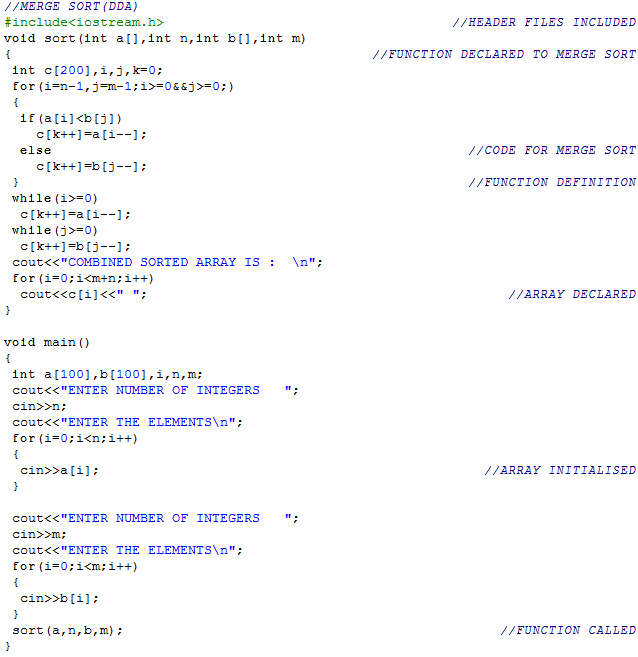 //MERGE SORT(DDA)
#include<iostream.h> //HEADER FILES INCLUDED
void sort(int a[],int n,int b[],int m)
{ //FUNCTION DECLARED TO MERGE SORT
int c[200],i,j,k=0;
for(i=n-1,j=m-1;i>=0&&j>=0;)
{
if(a[i]<b[j])
c[k++]=a[i--];
else //CODE FOR MERGE SORT
c[k++]=b[j--];
} //FUNCTION DEFINITION
while(i>=0)
c[k++]=a[i--];
while(j>=0)
c[k++]=b[j--];
cout<<"COMBINED SORTED ARRAY IS :  \n";
for(i=0;i<m+n;i++)
cout<<c[i]<<" "; //ARRAY DECLARED
}
void main()
{
int a[100],b[100],i,n,m;
cout<<"ENTER NUMBER OF INTEGERS   ";
cin>>n;
cout<<"ENTER THE ELEMENTS\n";
for(i=0;i<n;i++)
{
cin>>a[i]; //ARRAY INITIALISED
}
cout<<"ENTER NUMBER OF INTEGERS   ";
cin>>m;
cout<<"ENTER THE ELEMENTS\n";
for(i=0;i<m;i++)
{
cin>>b[i];
}
sort(a,n,b,m); //FUNCTION CALLED
}